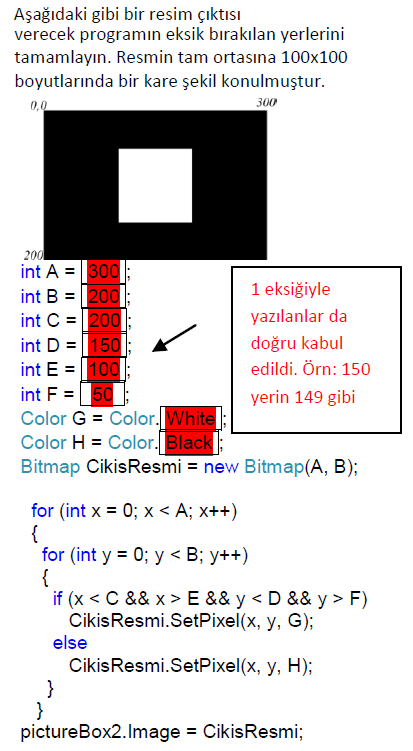 Aşağıdaki gibi bir resim çıktısı
verecek programın eksik bırakılan yerlerini
tamamlayın. Resmin tam ortasına 100x100
boyutlarında bir kare şekil konulmuştur.
0,0 300
200
int A = 300 ;
int B = 200 ;
int C = 200 ;
int D = 150 ;
int E = 100 ;
int F = 50 ;
Color G = Color. White ;
Color H = Color. Black ;
1 eksiğiyle
yazılanlar da
doğru kabul
edildi. Örn: 150
yerin 149 gibi
Bitmap CikisResmi = new Bitmap(A, B);
for (int x = 0; x < A; x++)
{
for (int y = 0; y < B; y++)
{
if (x < C && x > E && y < D && y > F)
CikisResmi.SetPixel(x, y, G);
else
CikisResmi.SetPixel(x, y, H);
}
}
pictureBox2.Image = CikisResmi;